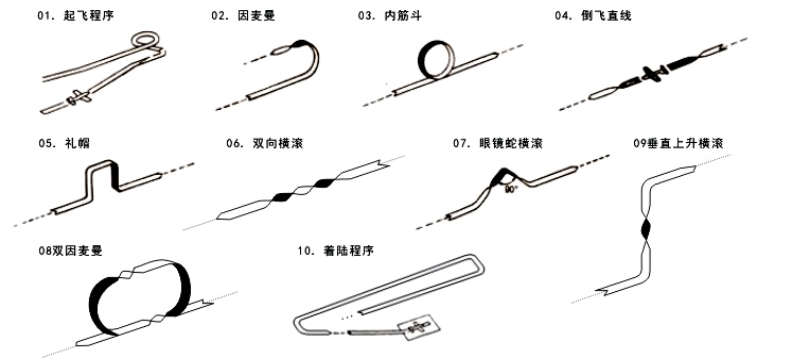 01. 起飞程序
02. 因麦曼
03. 内筋斗
04. 倒飞直线
05. 礼帽
06. 双向横滚
07. 眼镜蛇横滚
90°
09垂直上升横滚
08双因麦曼
10. 着陆程序